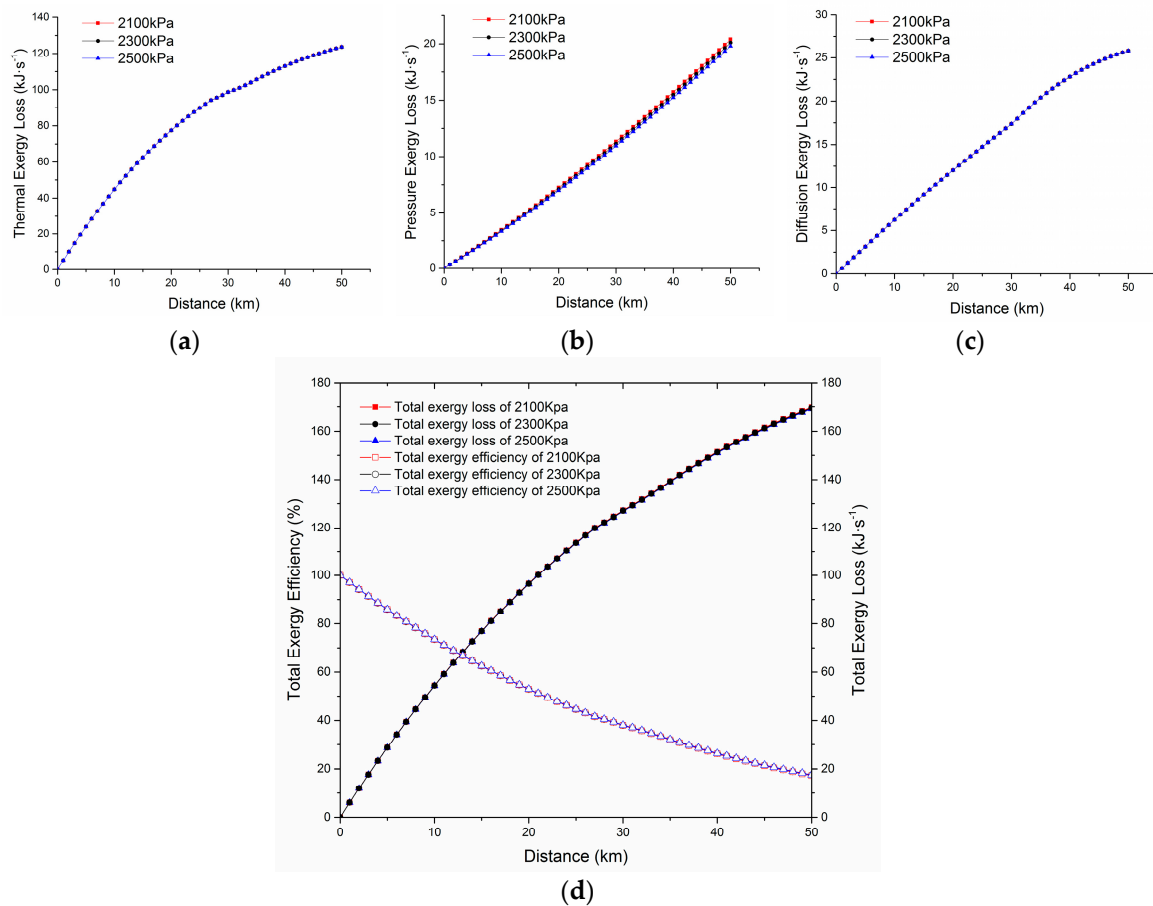 2100kPa
2300kPa
2500kPa
Thermal Exergy Loss (kJ·s⁻¹)
140
120
100
80
60
40
20
0
0 10 20 30 40 50
Distance (km)
(a)
2100kPa
2300kPa
2500kPa
Pressure Exergy Loss (kJ·s⁻¹)
20
15
10
5
0
0 10 20 30 40 50
Distance (km)
(b)
2100kPa
2300kPa
2500kPa
Diffusion Exergy Loss (kJ·s⁻¹)
30
25
20
15
10
5
0
0 10 20 30 40 50
Distance (km)
(c)
Total exergy loss of 2100Kpa
Total exergy loss of 2300Kpa
Total exergy loss of 2500Kpa
Total exergy efficiency of 2100Kpa
Total exergy efficiency of 2300Kpa
Total exergy efficiency of 2500Kpa
Total Exergy Efficiency (%)
180
160
140
120
100
80
60
40
20
0
0 10 20 30 40 50
Distance (km)
180
160
140
120
100
80
60
40
20
0
Total Exergy Loss (kJ·s⁻¹)
(d)